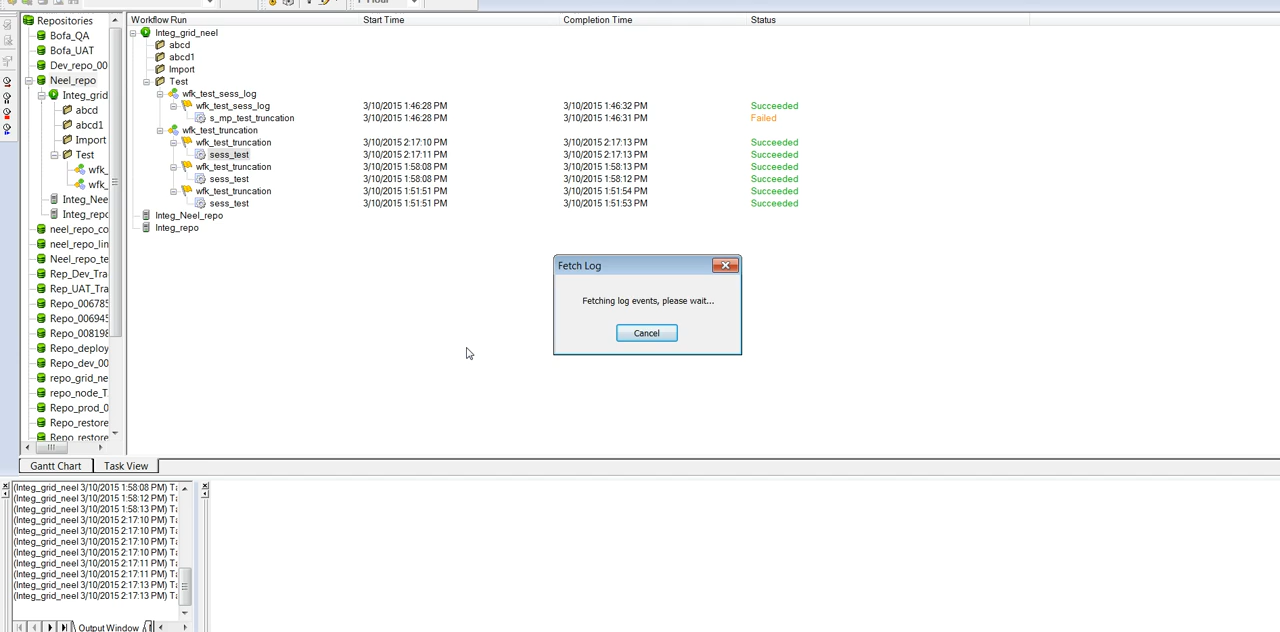 1 Hour
Repositories
Bofa_QA
Bofa_UAT
Dev_repo_00
Neel_repo
Integ_grid
abcd
abcd1
Import
Test
wfk_
wfk_
Integ_Nee
Integ_repo
neel_repo_co
neel_repo_lin
Neel_repo_te
Rep_Dev_Tra
Rep_UAT_Tra
Repo_006785
Repo_006945
Repo_008198
Repo_deploy
Repo_dev_00
repo_grid_ne
repo_node_T
Repo_prod_0
Repo_restore
Repo_restore
Workflow Run Start Time Completion Time Status
Integ_grid_neel
abcd
abcd1
Import
Test
wfk_test_sess_log
wfk_test_sess_log 3/10/2015 1:46:28 PM 3/10/2015 1:46:32 PM Succeeded
s_mp_test_truncation 3/10/2015 1:46:28 PM 3/10/2015 1:46:31 PM Failed
wfk_test_truncation
wfk_test_truncation 3/10/2015 2:17:10 PM 3/10/2015 2:17:13 PM Succeeded
sess_test 3/10/2015 2:17:11 PM 3/10/2015 2:17:13 PM Succeeded
wfk_test_truncation 3/10/2015 1:58:08 PM 3/10/2015 1:58:13 PM Succeeded
sess_test 3/10/2015 1:58:08 PM 3/10/2015 1:58:12 PM Succeeded
wfk_test_truncation 3/10/2015 1:51:51 PM 3/10/2015 1:51:54 PM Succeeded
sess_test 3/10/2015 1:51:51 PM 3/10/2015 1:51:53 PM Succeeded
Integ_Neel_repo
Integ_repo
Fetch Log
Fetching log events, please wait...
Cancel
Gantt Chart Task View
(Integ_grid_neel 3/10/2015 1:58:08 PM) Ta
(Integ_grid_neel 3/10/2015 1:58:12 PM) Ta
(Integ_grid_neel 3/10/2015 1:58:13 PM) Ta
(Integ_grid_neel 3/10/2015 2:17:10 PM) Ta
(Integ_grid_neel 3/10/2015 2:17:10 PM) Ta
(Integ_grid_neel 3/10/2015 2:17:10 PM) Ta
(Integ_grid_neel 3/10/2015 2:17:10 PM) Ta
(Integ_grid_neel 3/10/2015 2:17:11 PM) Ta
(Integ_grid_neel 3/10/2015 2:17:11 PM) Ta
(Integ_grid_neel 3/10/2015 2:17:13 PM) Ta
(Integ_grid_neel 3/10/2015 2:17:13 PM) Ta
Output Window